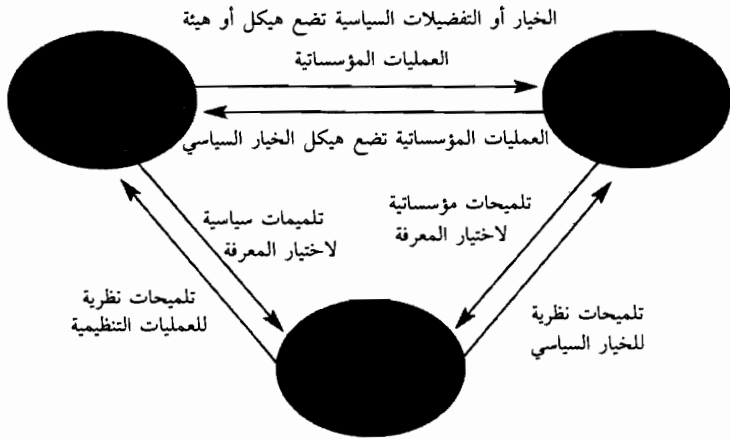 الخيار أو التفضيلات السياسية تضع هيكل أو هيئة
العمليات المؤسساتية
العمليات المؤسساتية تضع هيكل الخيار السياسي
تلميحات مؤسساتية
لاختيار المعرفة
تلميمات سياسية
لاختيار المعرفة
تلميحات نظرية
للخيار السياسي
تلميحات نظرية
للعمليات التنظيمية